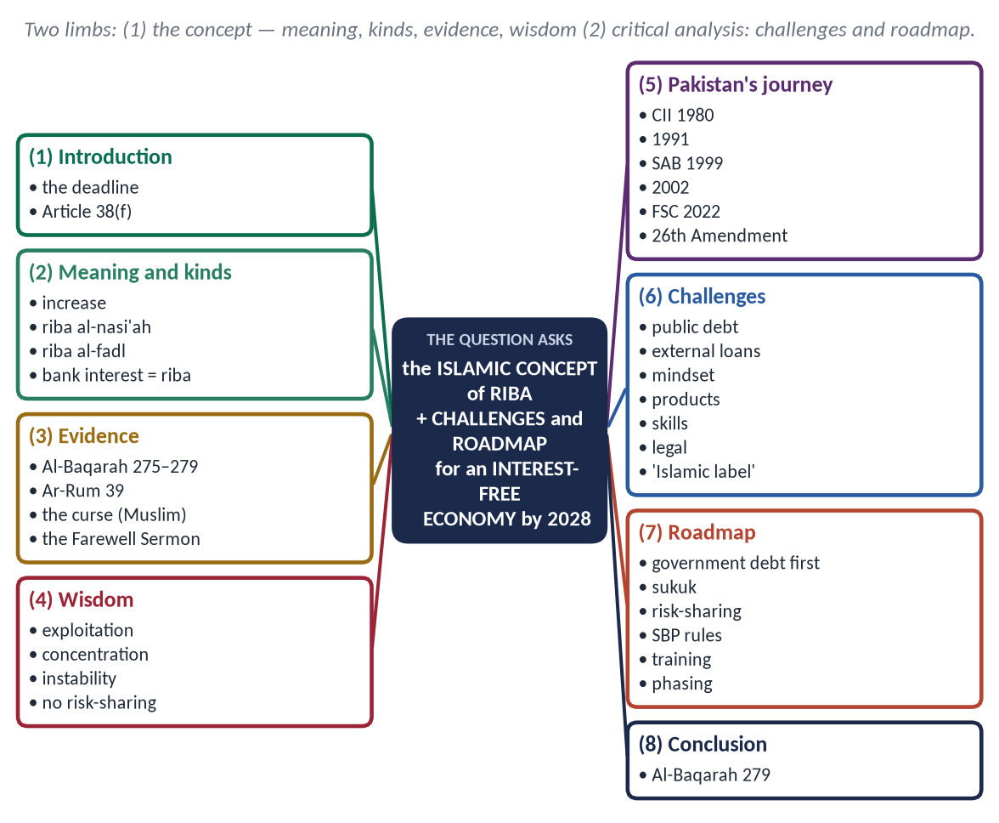 Two limbs: (1) the concept — meaning, kinds, evidence, wisdom (2) critical analysis: challenges and roadmap.
(1) Introduction
• the deadline
• Article 38(f)
(2) Meaning and kinds
• increase
• riba al-nasi'ah
• riba al-fadl
• bank interest = riba
(3) Evidence
• Al-Baqarah 275–279
• Ar-Rum 39
• the curse (Muslim)
• the Farewell Sermon
(4) Wisdom
• exploitation
• concentration
• instability
• no risk-sharing
THE QUESTION ASKS
the ISLAMIC CONCEPT
of RIBA
+ CHALLENGES and
ROADMAP
for an INTEREST-
FREE
ECONOMY by 2028
(5) Pakistan's journey
• CII 1980
• 1991
• SAB 1999
• 2002
• FSC 2022
• 26th Amendment
(6) Challenges
• public debt
• external loans
• mindset
• products
• skills
• legal
• 'Islamic label'
(7) Roadmap
• government debt first
• sukuk
• risk-sharing
• SBP rules
• training
• phasing
(8) Conclusion
• Al-Baqarah 279